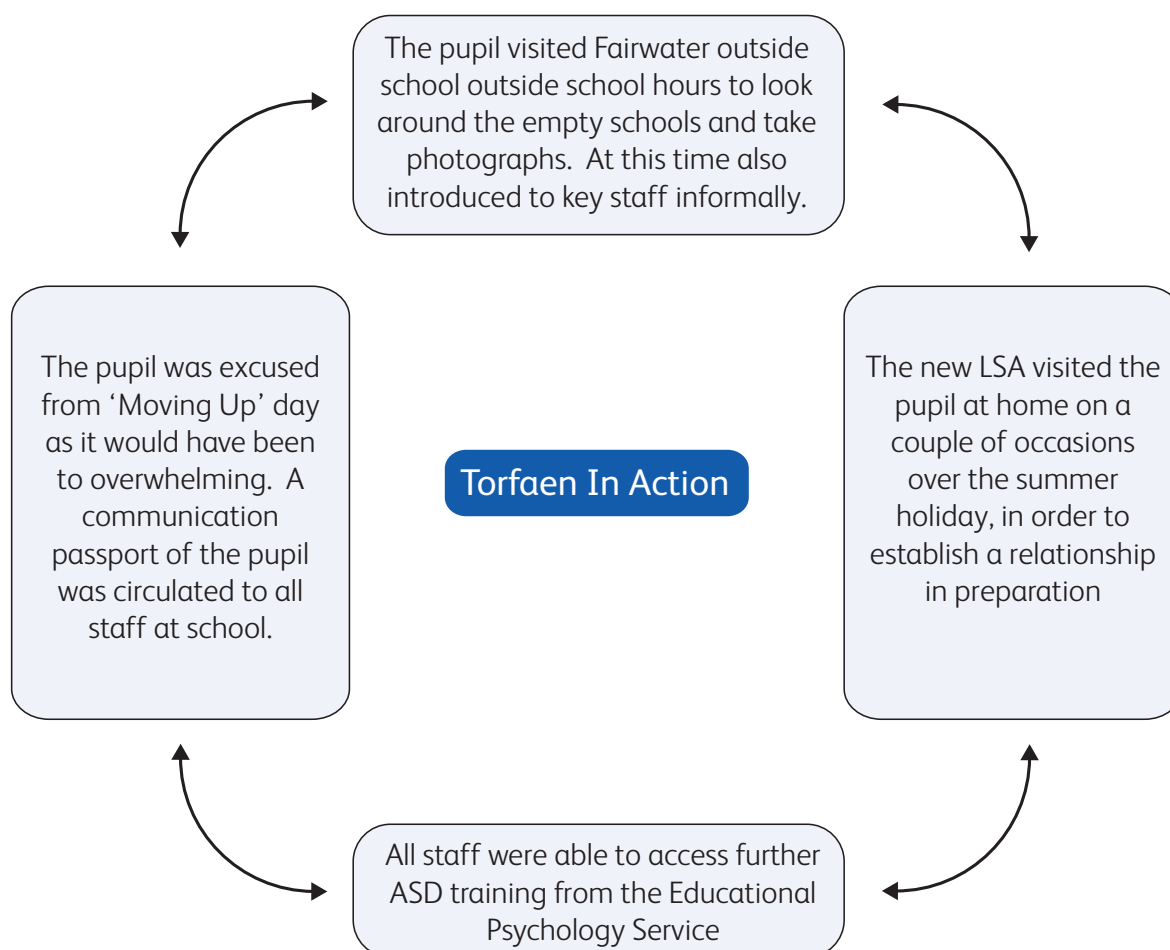 The pupil visited Fairwater outside
school outside school hours to look
around the empty schools and take
photographs. At this time also
introduced to key staff informally.
The pupil was excused
from ‘Moving Up’ day
as it would have been
to overwhelming. A
communication
passport of the pupil
was circulated to all
staff at school.
Torfaen In Action
The new LSA visited the
pupil at home on a
couple of occasions
over the summer
holiday, in order to
establish a relationship
in preparation
All staff were able to access further
ASD training from the Educational
Psychology Service